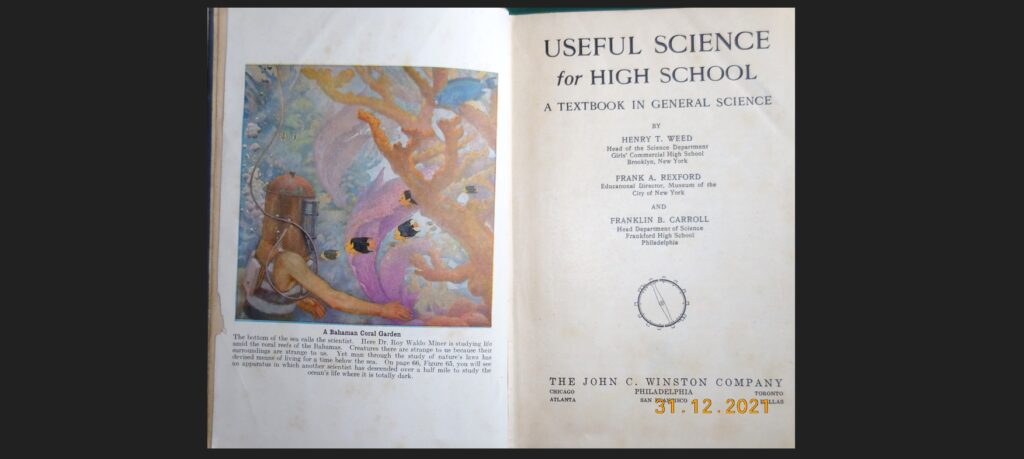 A Bahaman Coral Garden
The bottom of the sea calls the scientist. Here Dr. Roy Waldo Miner is studying life
amid the coral reefs of the Bahamas. Creatures there are strange to us because their
surroundings are strange to us. Yet man through the study of nature's laws has
devised means of living for a time below the sea. On page 66, Figure 65, you will see
an apparatus in which another scientist has descended over a half mile to study the
ocean's life where it is totally dark.
USEFUL SCIENCE
for HIGH SCHOOL
A TEXTBOOK IN GENERAL SCIENCE
BY
HENRY T. WEED
Head of the Science Department
Girls' Commercial High School
Brooklyn, New York
FRANK A. REXFORD
Educational Director, Museum of the
City of New York
AND
FRANKLIN B. CARROLL
Head Department of Science
Frankford High School
Philadelphia
THE JOHN C. WINSTON COMPANY
CHICAGO PHILADELPHIA TORONTO
ATLANTA SAN FRANCISCO DALLAS
31.12.2021